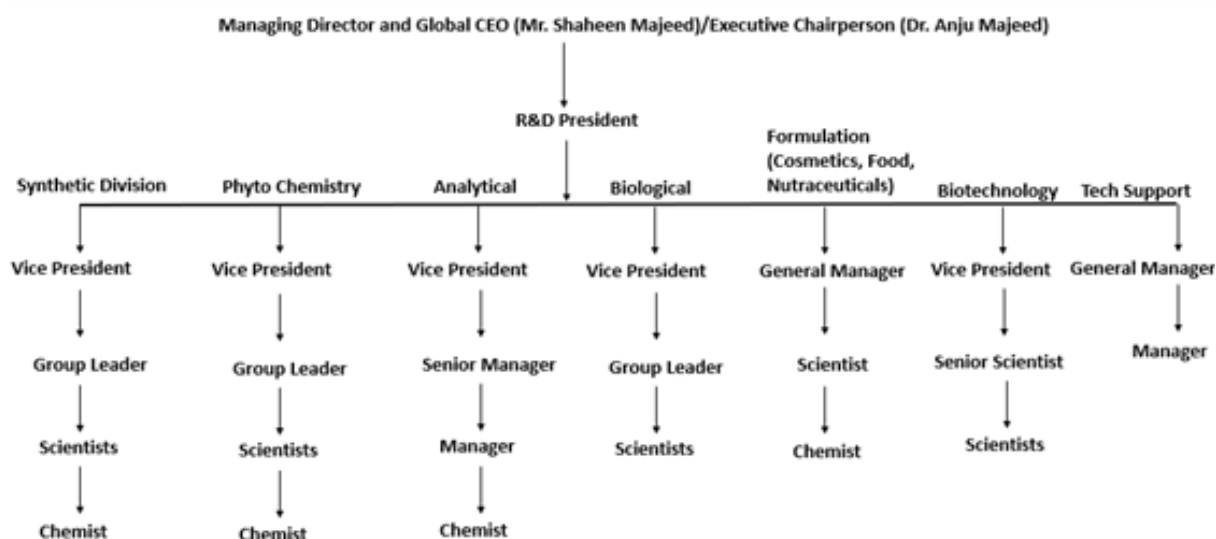 Managing Director and Global CEO (Mr. Shaheen Majeed)/Executive Chairperson (Dr. Anju Majeed)
R&D President
Synthetic Division
Phyto Chemistry
Analytical
Biological
Formulation
(Cosmetics, Food,
Nutraceuticals)
Biotechnology
Tech Support
Vice President
Vice President
Vice President
Vice President
General Manager
Vice President
General Manager
Group Leader
Group Leader
Senior Manager
Group Leader
Scientist
Senior Scientist
Manager
Scientists
Scientists
Manager
Scientists
Chemist
Scientists
Chemist
Chemist
Chemist